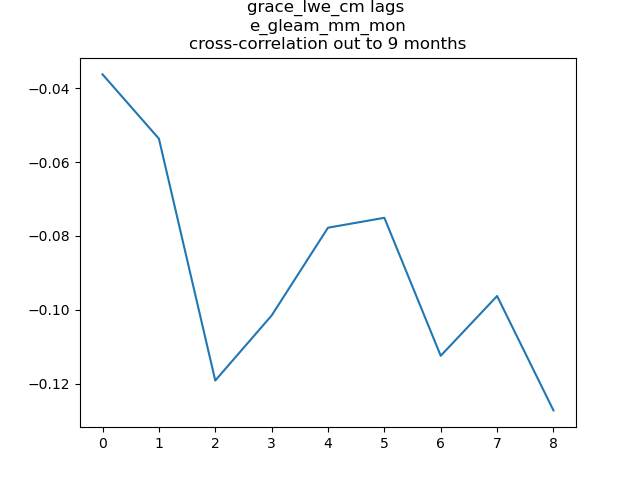 grace_lwe_cm lags
e_gleam_mm_mon
cross-correlation out to 9 months
−0.04
−0.06
−0.08
−0.10
−0.12
0 1 2 3 4 5 6 7 8